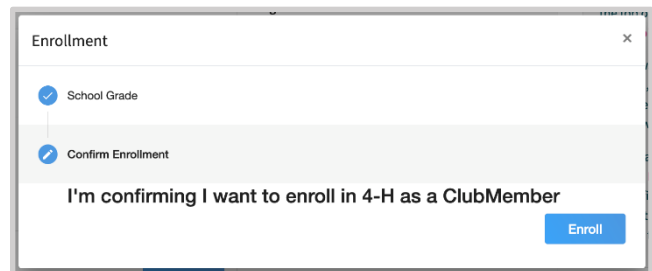 Enrollment
School Grade
Confirm Enrollment
I'm confirming I want to enroll in 4-H as a ClubMember
Enroll